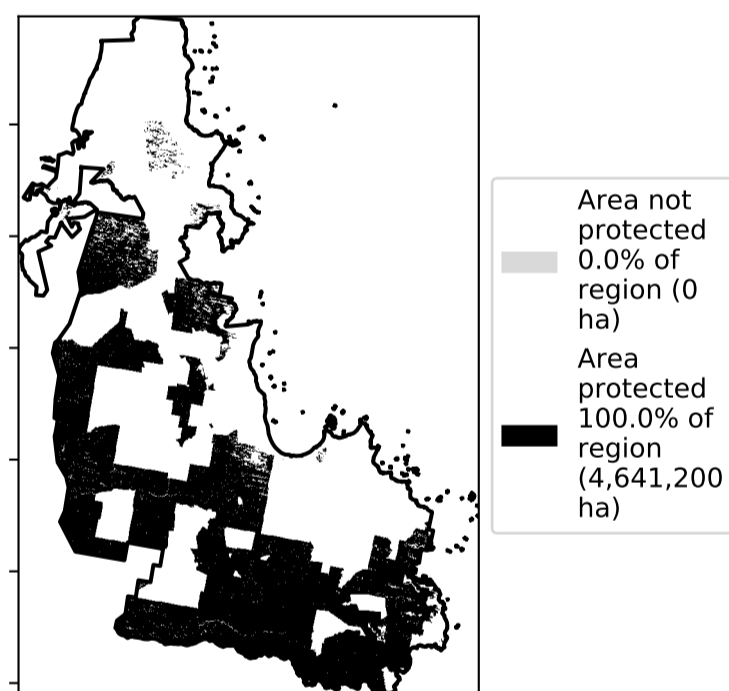 Area not
protected
0.0% of
region (0
ha)
Area
protected
100.0% of
region
(4,641,200
ha)